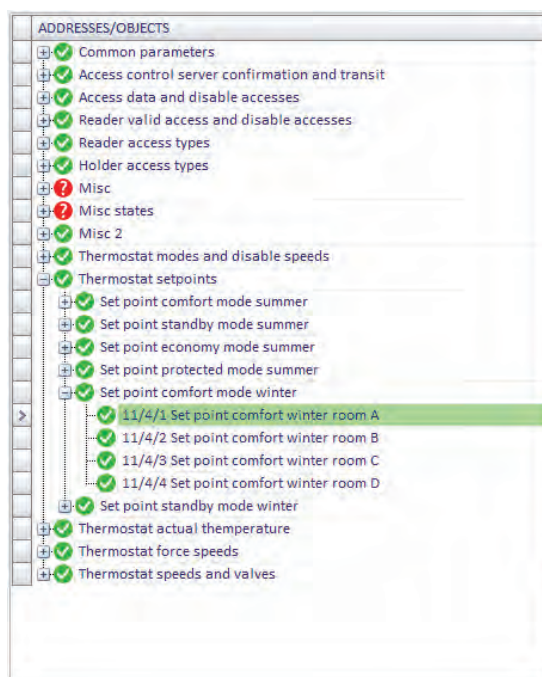 ADDRESSES/OBJECTS
Common parameters
Access control server confirmation and transit
Access data and disable accesses
Reader valid access and disable accesses
Reader access types
Holder access types
Misc
Misc states
Misc 2
Thermostat modes and disable speeds
Thermostat setpoints
Set point comfort mode summer
Set point standby mode summer
Set point economy mode summer
Set point protected mode summer
Set point comfort mode winter
11/4/1 Set point comfort winter room A
11/4/2 Set point comfort winter room B
11/4/3 Set point comfort winter room C
11/4/4 Set point comfort winter room D
Set point standby mode winter
Thermostat actual themperature
Thermostat force speeds
Thermostat speeds and valves